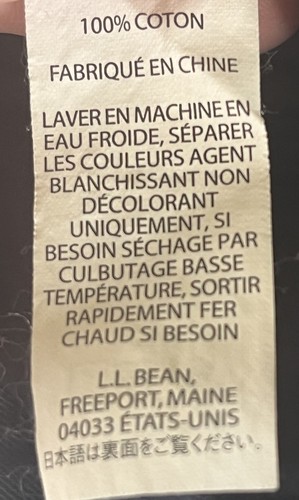 100% COTON
FABRIQUÉ EN CHINE
LAVER EN MACHINE EN
EAU FROIDE, SÉPARER
LES COULEURS AGENT
BLANCHISSANT NON
DÉCOLORANT
UNIQUEMENT, SI
BESOIN SÉCHAGE PAR
CULBUTAGE BASSE
TEMPÉRATURE, SORTIR
RAPIDEMENT FER
CHAUD SI BESOIN
L.L. BEAN,
FREEPORT, MAINE
04033 ÉTATS-UNIS
日本語は裏面をご覧ください。